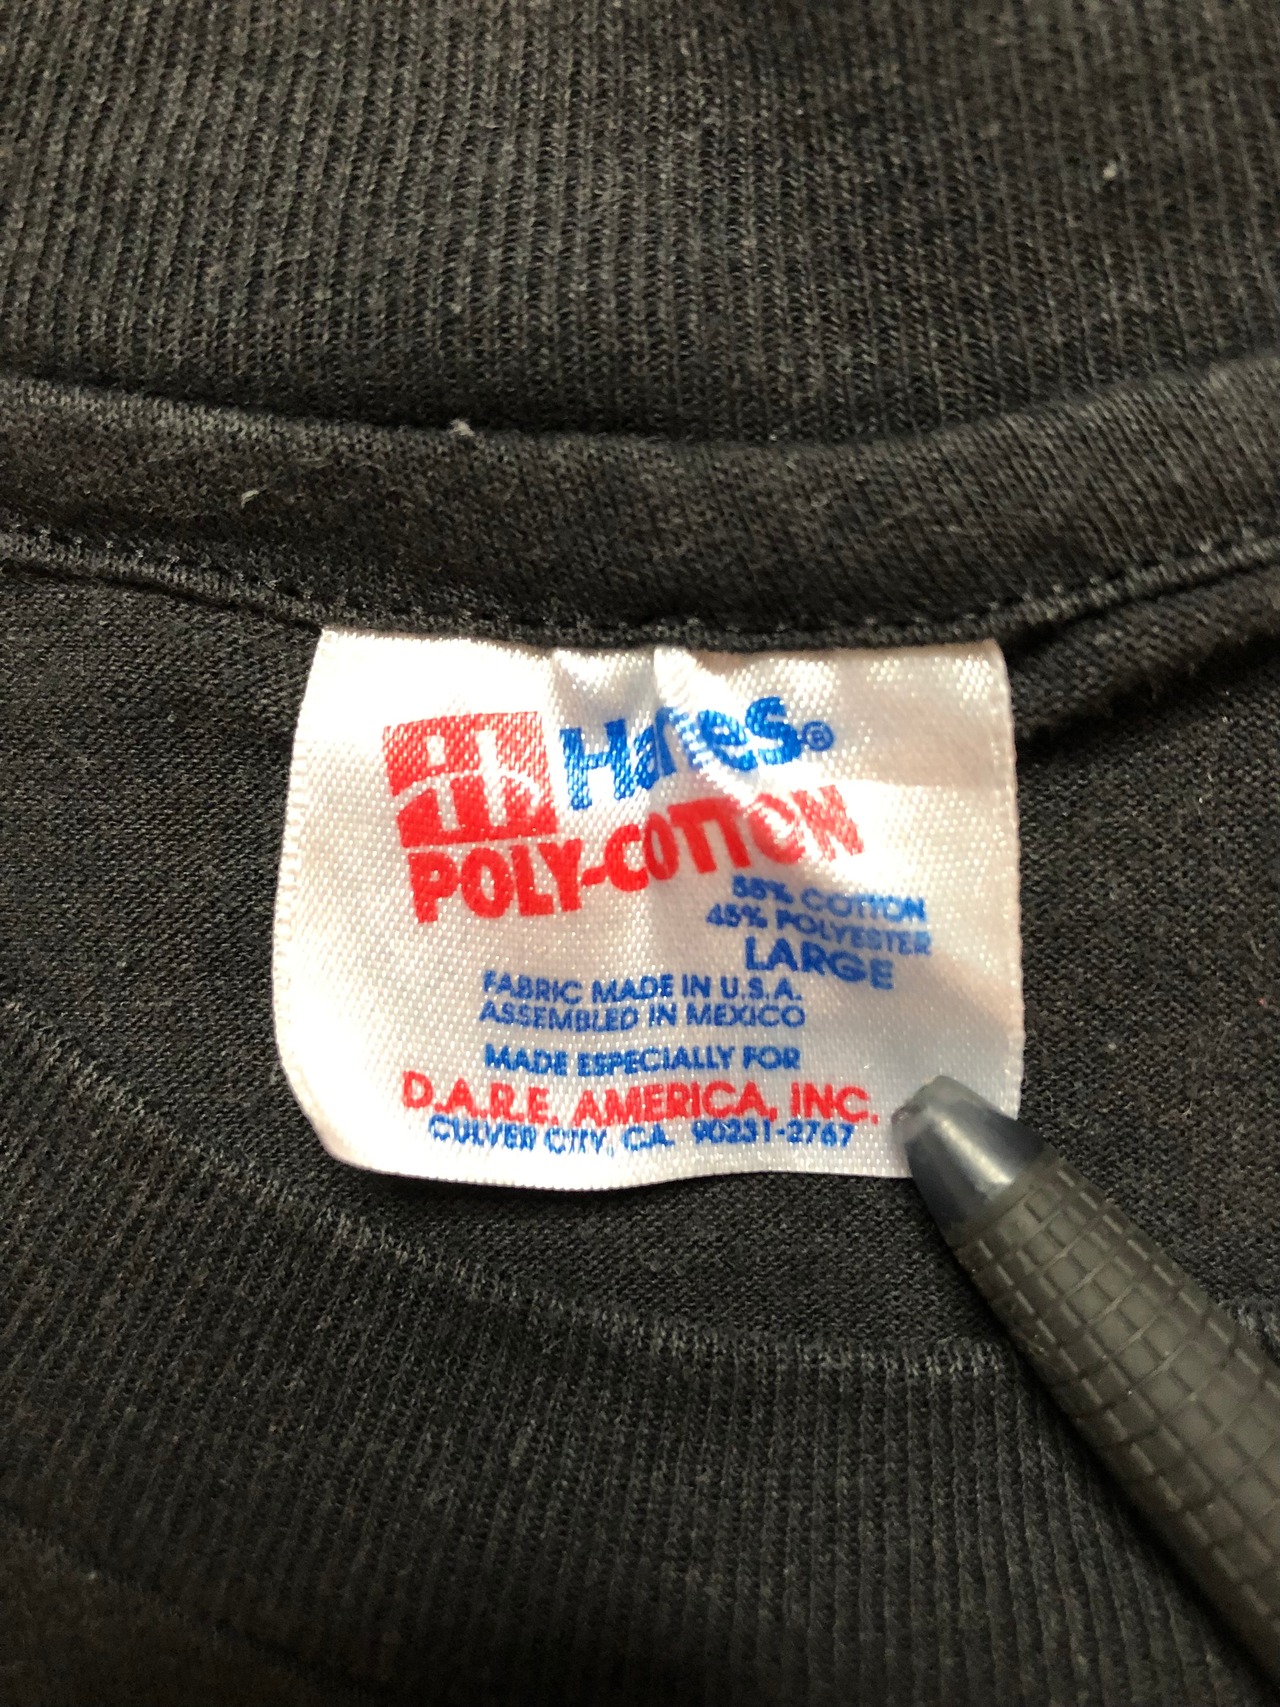 Hanes®
POLY-COTTON
55% COTTON
45% POLYESTER
LARGE
FABRIC MADE IN U.S.A.
ASSEMBLED IN MEXICO
MADE ESPECIALLY FOR
D.A.R.E. AMERICA, INC.
CULVER CITY, CA. 90231-2767